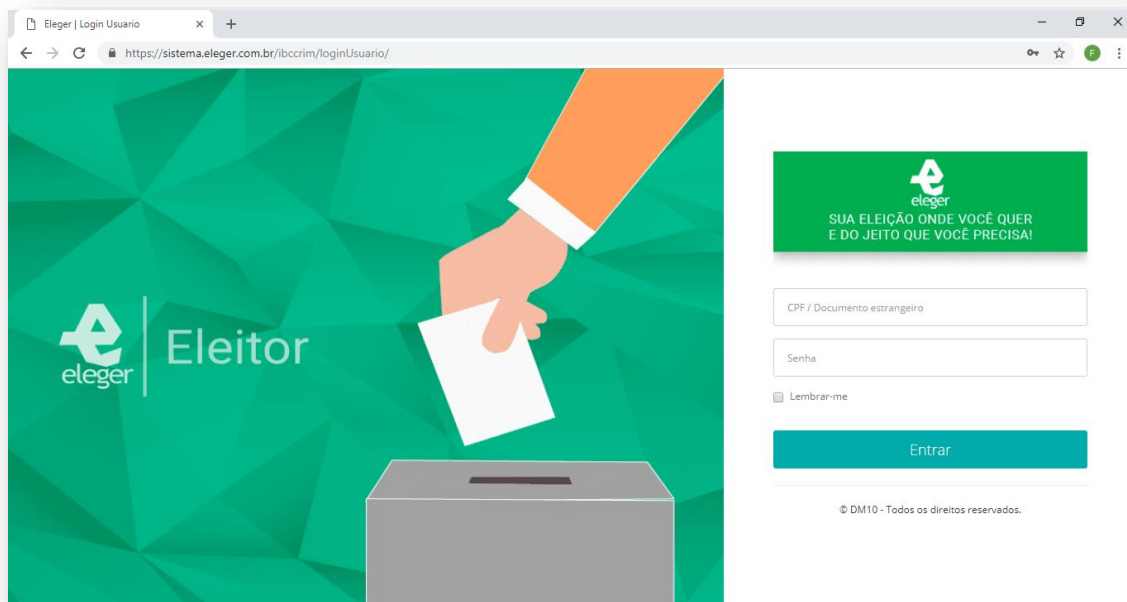 Eleger | Login Usuario
https://sistema.eleger.com.br/ibccrim/loginUsuario/
F
eleger
Eleitor
eleger
SUA ELEIÇÃO ONDE VOCÊ QUER
E DO JEITO QUE VOCÊ PRECISA!
CPF / Documento estrangeiro
Senha
Lembrar-me
Entrar
© DM10 - Todos os direitos reservados.